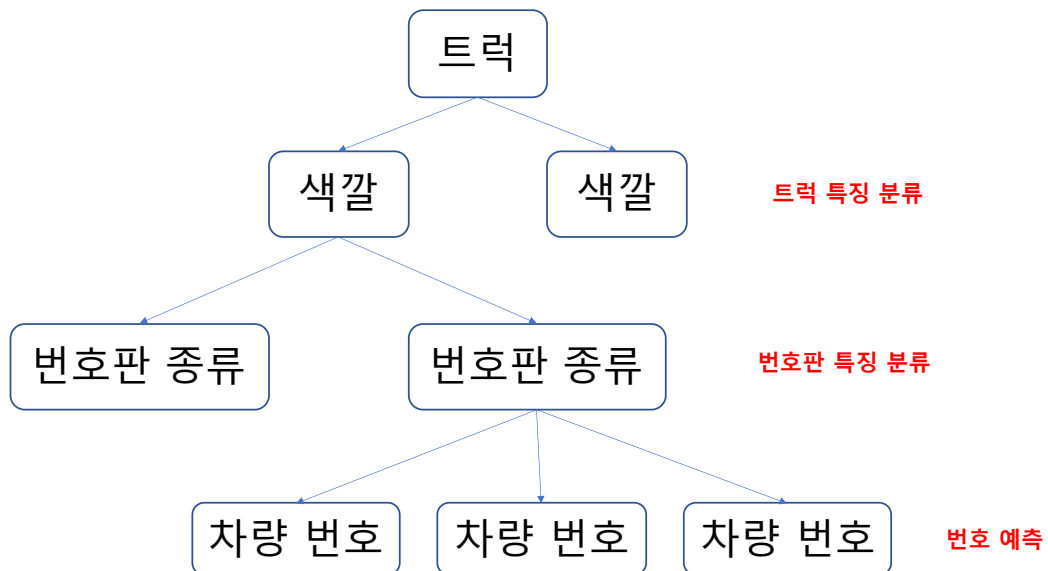 트럭
색깔
색깔
트럭 특징 분류
번호판 종류
번호판 종류
번호판 특징 분류
차량 번호
차량 번호
차량 번호
번호 예측